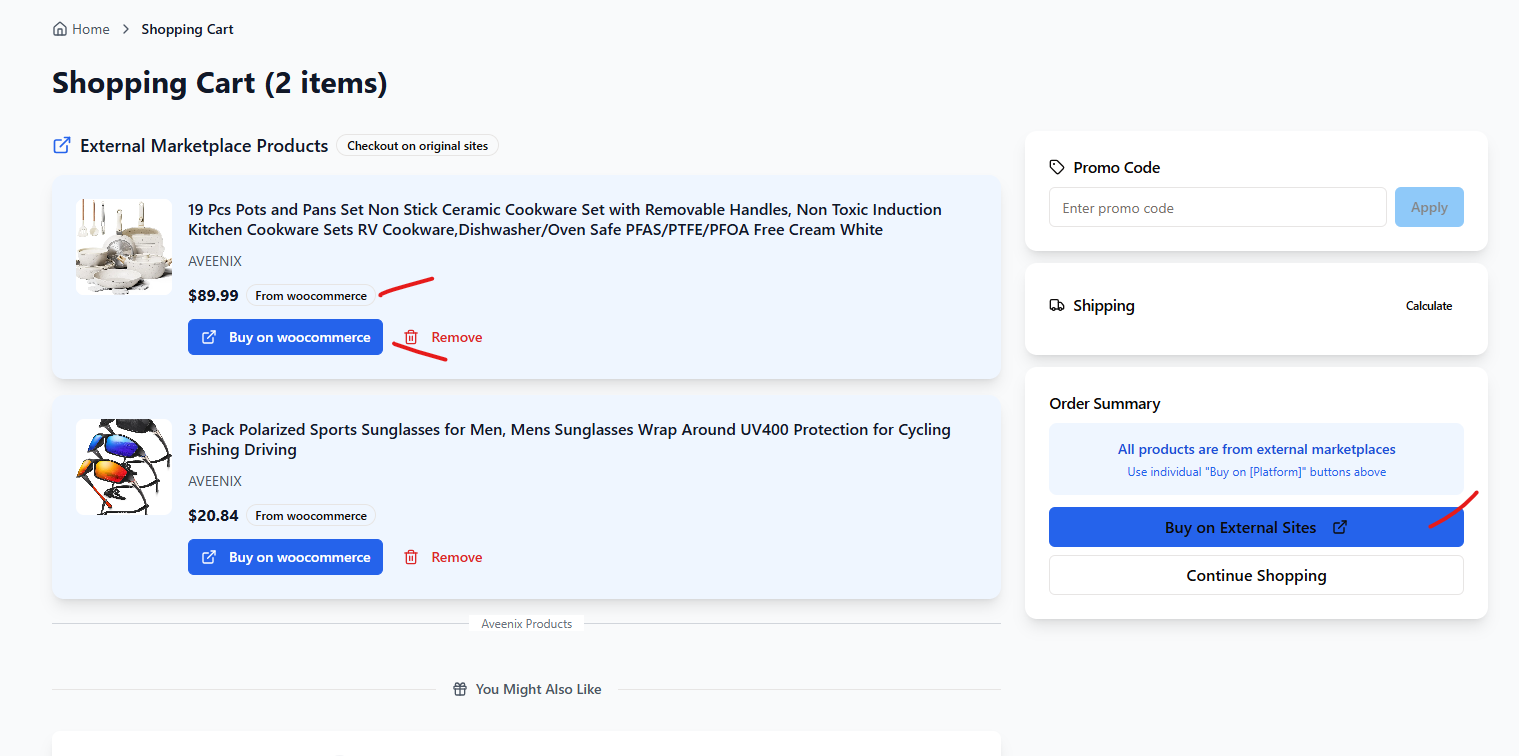 Home > Shopping Cart
Shopping Cart (2 items)
External Marketplace Products Checkout on original sites
19 Pcs Pots and Pans Set Non Stick Ceramic Cookware Set with Removable Handles, Non Toxic Induction
Kitchen Cookware Sets RV Cookware,Dishwasher/Oven Safe PFAS/PTFE/PFOA Free Cream White
AVEENIX
$89.99 From woocommerce
Buy on woocommerce Remove
3 Pack Polarized Sports Sunglasses for Men, Mens Sunglasses Wrap Around UV400 Protection for Cycling
Fishing Driving
AVEENIX
$20.84 From woocommerce
Buy on woocommerce Remove
Aveenix Products
You Might Also Like
Promo Code
Enter promo code Apply
Shipping Calculate
Order Summary
All products are from external marketplaces
Use individual "Buy on [Platform]" buttons above
Buy on External Sites
Continue Shopping